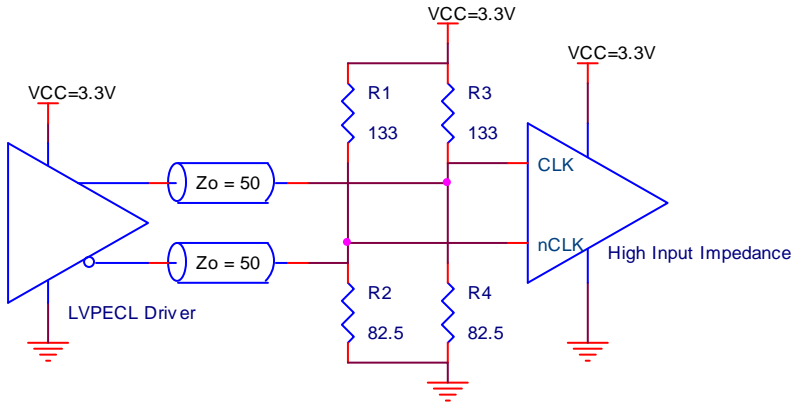 VCC=3.3V
VCC=3.3V
VCC=3.3V
R1
133
R3
133
Zo = 50
CLK
Zo = 50
nCLK
High Input Impedance
LVPECL Driver
R2
82.5
R4
82.5